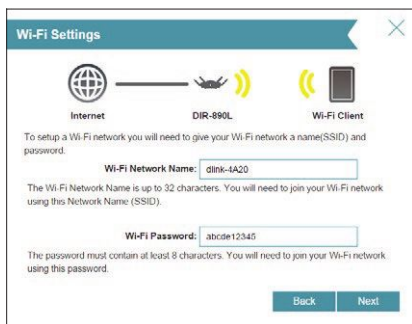 Wi-Fi Settings
Internet DIR-890L Wi-Fi Client
To setup a Wi-Fi network you will need to give your Wi-Fi network a name(SSID) and
password.
Wi-Fi Network Name: dlink-4A20
The Wi-Fi Network Name is up to 32 characters. You will need to join your Wi-Fi network
using this Network Name (SSID).
Wi-Fi Password: abcde12345
The password must contain at least 8 characters. You will need to join your Wi-Fi network
using this password.
Back Next